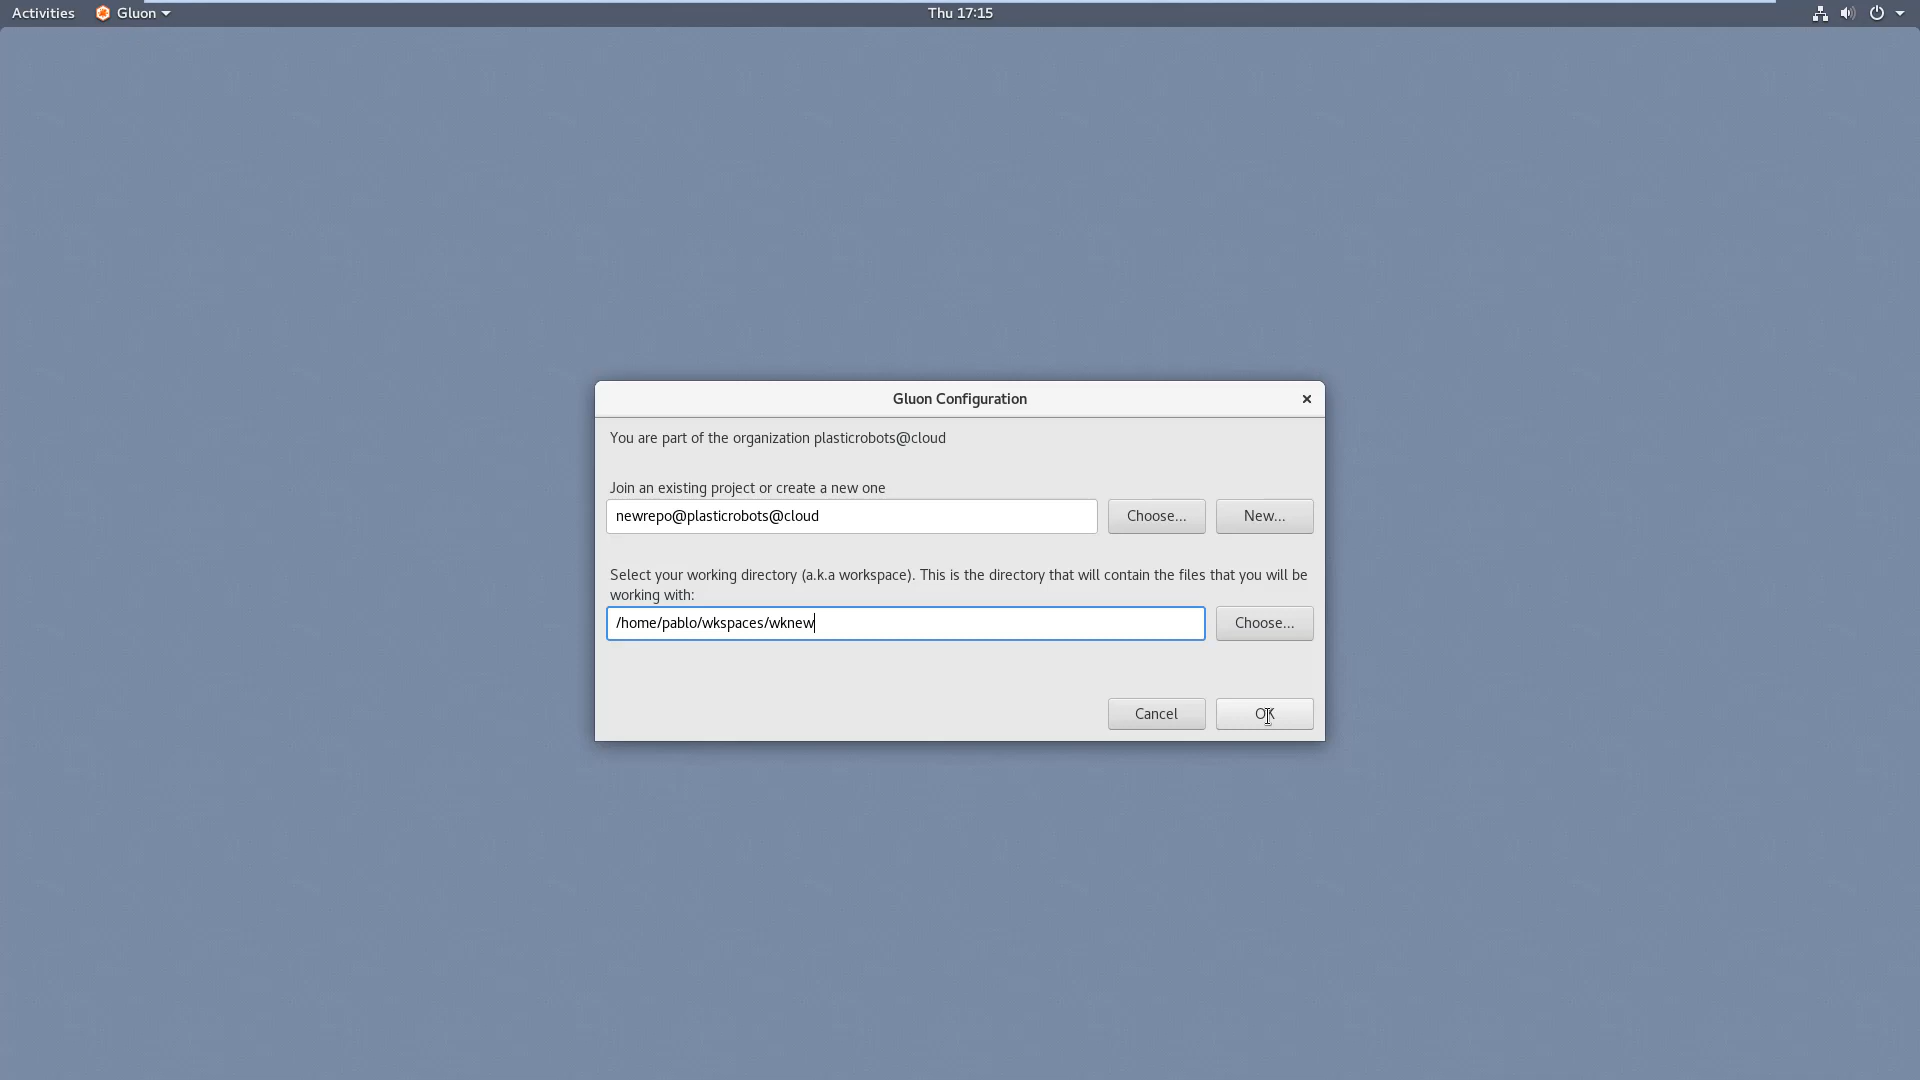 Activities Gluon Thu 17:15
Gluon Configuration
You are part of the organization plasticrobots@cloud
Join an existing project or create a new one
newrepo@plasticrobots@cloud Choose... New...
Select your working directory (a.k.a workspace). This is the directory that will contain the files that you will be
working with:
/home/pablo/wkspaces/wknew Choose...
Cancel OK